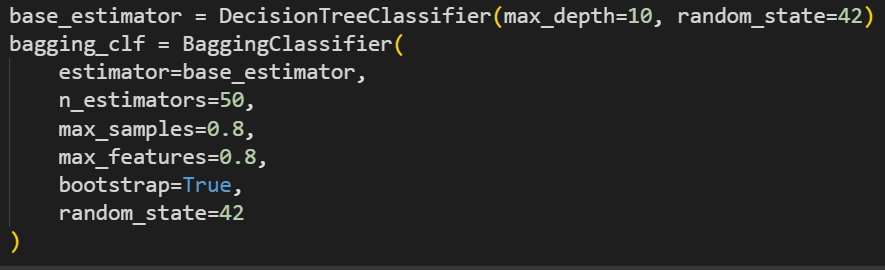 base_estimator = DecisionTreeClassifier(max_depth=10, random_state=42)
bagging_clf = BaggingClassifier(
    estimator=base_estimator,
    n_estimators=50,
    max_samples=0.8,
    max_features=0.8,
    bootstrap=True,
    random_state=42
)